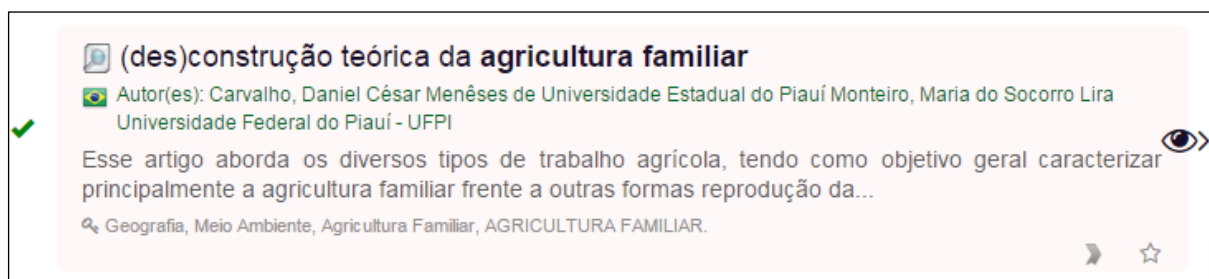 (des)construção teórica da agricultura familiar
Autor(es): Carvalho, Daniel César Menêses de Universidade Estadual do Piauí Monteiro, Maria do Socorro Lira
Universidade Federal do Piauí - UFPI
Esse artigo aborda os diversos tipos de trabalho agrícola, tendo como objetivo geral caracterizar
principalmente a agricultura familiar frente a outras formas reprodução da...
Geografia, Meio Ambiente, Agricultura Familiar, AGRICULTURA FAMILIAR.